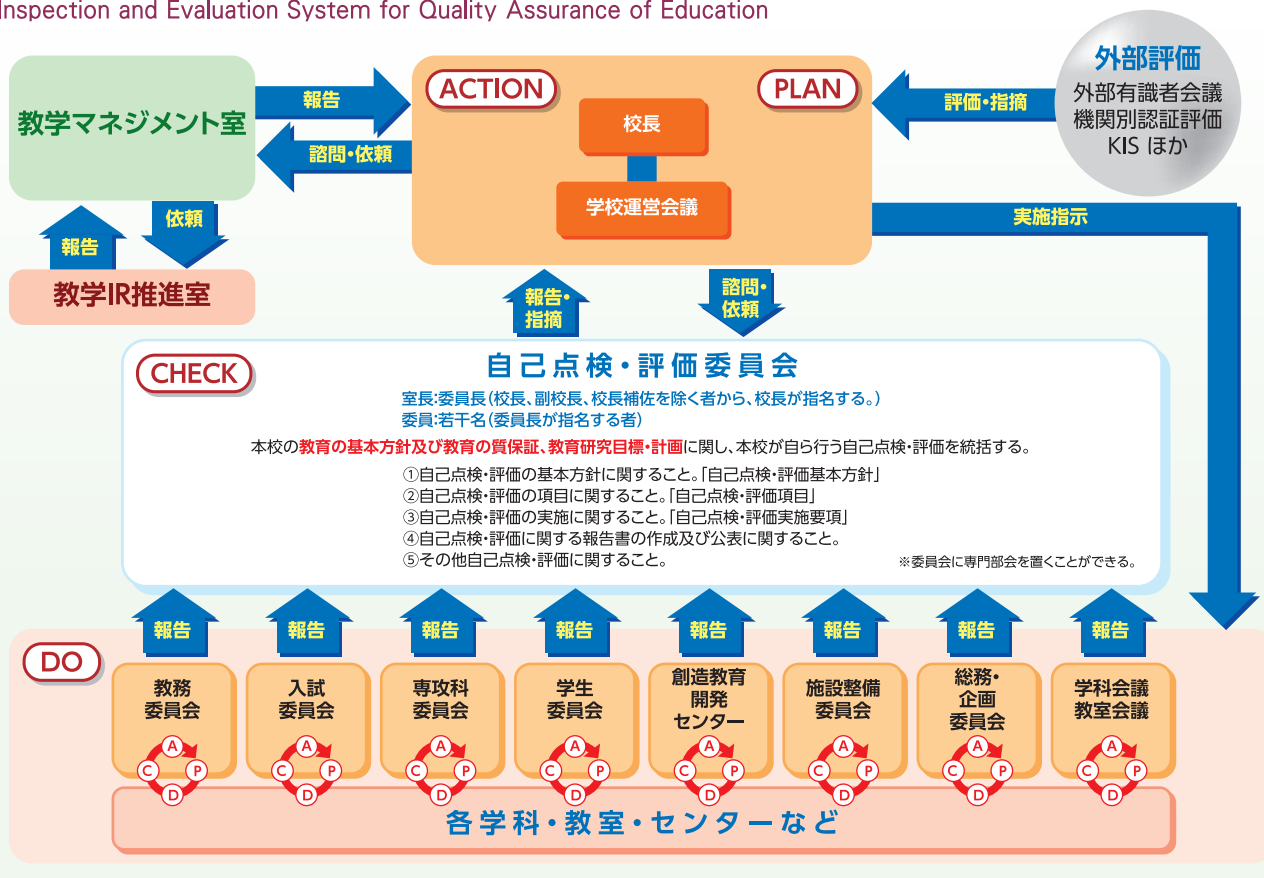 Inspection and Evaluation System for Quality Assurance of Education
教学マネジメント室
報告
諮問・依頼
ACTION
PLAN
校長
学校運営会議
評価・指摘
外部評価
外部有識者会議
機関別認証評価
KIS ほか
実施指示
報告
依頼
教学IR推進室
報告・
指摘
諮問・
依頼
CHECK
自己点検・評価委員会
室長:委員長(校長、副校長、校長補佐を除く者から、校長が指名する。)
委員:若干名(委員長が指名する者)
本校の教育の基本方針及び教育の質保証、教育研究目標・計画に関し、本校が自ら行う自己点検・評価を統括する。
①自己点検・評価の基本方針に関すること。「自己点検・評価基本方針」
②自己点検・評価の項目に関すること。「自己点検・評価項目」
③自己点検・評価の実施に関すること。「自己点検・評価実施要項」
④自己点検・評価に関する報告書の作成及び公表に関すること。
⑤その他自己点検・評価に関すること。
※委員会に専門部会を置くことができる。
報告
報告
報告
報告
報告
報告
報告
報告
DO
教務
委員会
A
C
P
D
入試
委員会
A
C
P
D
専攻科
委員会
A
C
P
D
学生
委員会
A
C
P
D
創造教育
開発
センター
A
C
P
D
施設整備
委員会
A
C
P
D
総務・
企画
委員会
A
C
P
D
学科会議
教室会議
A
C
P
D
各学科・教室・センターなど